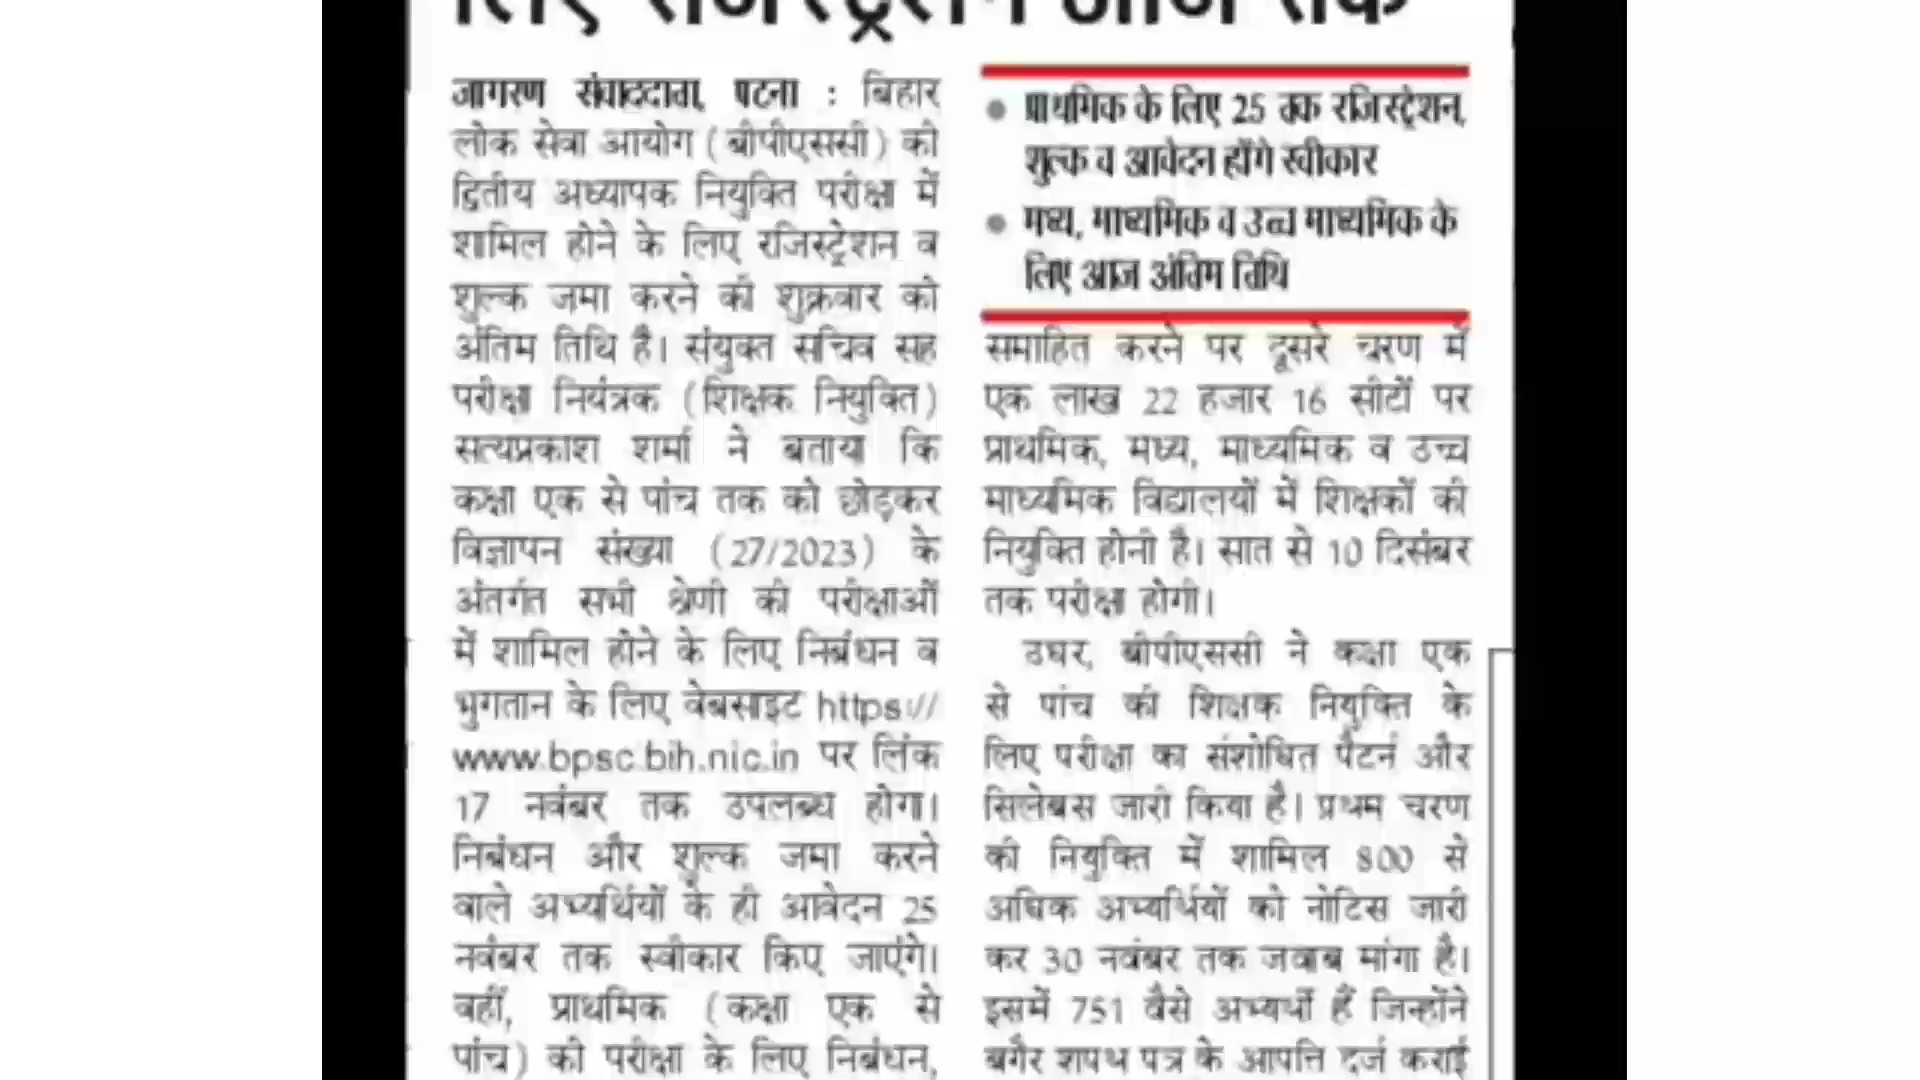 लिए रजिस्ट्रेशन आज तक
जागरण संवाददाता, पटना : बिहार
लोक सेवा आयोग (बीपीएससी) की
द्वितीय अध्यापक नियुक्ति परीक्षा में
शामिल होने के लिए रजिस्ट्रेशन व
शुल्क जमा करने की शुक्रवार को
अंतिम तिथि है। संयुक्त सचिव सह
परीक्षा नियंत्रक (शिक्षक नियुक्ति)
सत्यप्रकाश शर्मा ने बताया कि
कक्षा एक से पांच तक को छोड़कर
विज्ञापन संख्या (27/2023) के
अंतर्गत सभी श्रेणी की परीक्षाओं
में शामिल होने के लिए निबंधन व
भुगतान के लिए वेबसाइट https://
www.bpsc.bih.nic.in पर लिंक
17 नवंबर तक उपलब्ध होगा।
निबंधन और शुल्क जमा करने
वाले अभ्यर्थियों के ही आवेदन 25
नवंबर तक स्वीकार किए जाएंगे।
वहीं, प्राथमिक (कक्षा एक से
पांच) की परीक्षा के लिए निबंधन,
• प्राथमिक के लिए 25 तक रजिस्ट्रेशन,
शुल्क व आवेदन होंगे स्वीकार
• मध्य, माध्यमिक व उच्च माध्यमिक के
लिए आज अंतिम तिथि
समाहित करने पर दूसरे चरण में
एक लाख 22 हजार 16 सीटों पर
प्राथमिक, मध्य, माध्यमिक व उच्च
माध्यमिक विद्यालयों में शिक्षकों की
नियुक्ति होनी है। सात से 10 दिसंबर
तक परीक्षा होगी।
उधर, बीपीएससी ने कक्षा एक
से पांच की शिक्षक नियुक्ति के
लिए परीक्षा का संशोधित पैटर्न और
सिलेबस जारी किया है। प्रथम चरण
की नियुक्ति में शामिल 800 से
अधिक अभ्यर्थियों को नोटिस जारी
कर 30 नवंबर तक जवाब मांगा है।
इसमें 751 वैसे अभ्यर्थी हैं जिन्होंने
बगैर शपथ पत्र के आपत्ति दर्ज कराई